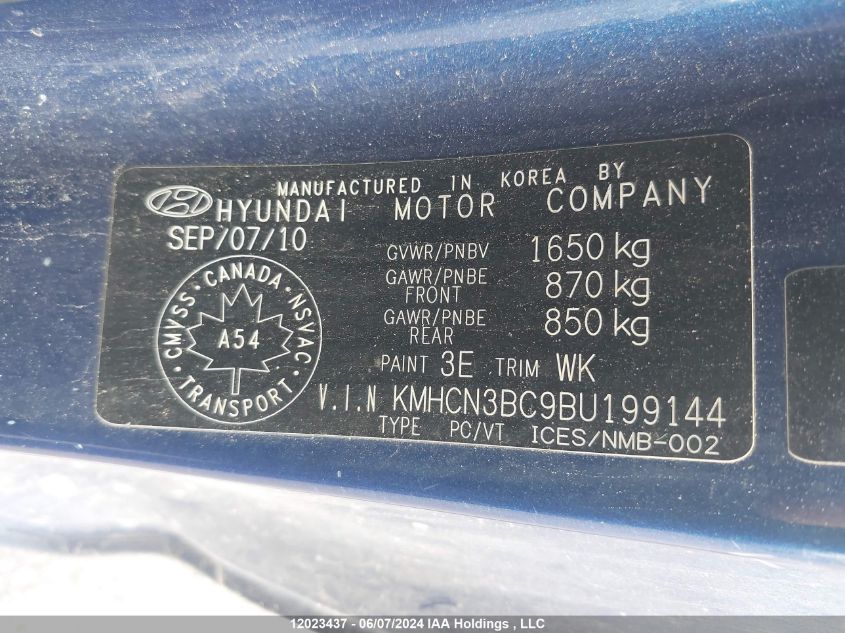 MANUFACTURED IN KOREA BY
HYUNDAI MOTOR COMPANY
SEP/07/10
GVWR/PNBV 1650 kg
GAWR/PNBE FRONT 870 kg
GAWR/PNBE REAR 850 kg
CMVSS · CANADA · NSVAC · TRANSPORT ·
A54
PAINT 3E TRIM WK
V.I.N KMHCN3BC9BU199144
TYPE PC/VT ICES/NMB-002
12023437 - 06/07/2024 IAA Holdings , LLC